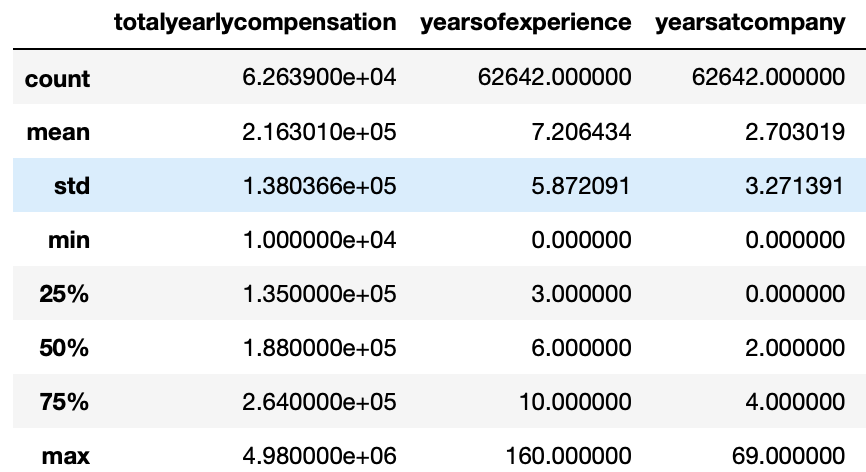 totalyearlycompensation yearsofexperience yearsatcompany
count 6.263900e+04 62642.000000 62642.000000
mean 2.163010e+05 7.206434 2.703019
std 1.380366e+05 5.872091 3.271391
min 1.000000e+04 0.000000 0.000000
25% 1.350000e+05 3.000000 0.000000
50% 1.880000e+05 6.000000 2.000000
75% 2.640000e+05 10.000000 4.000000
max 4.980000e+06 160.000000 69.000000